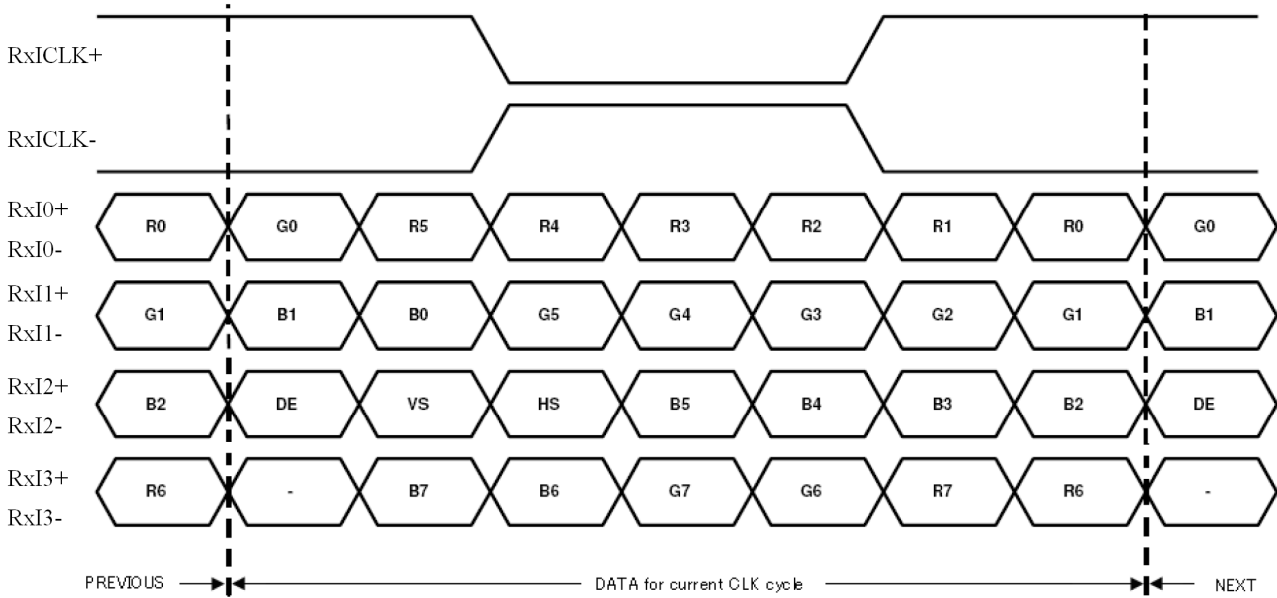 RxICLK+
RxICLK-
RxI0+
R0 G0 R5 R4 R3 R2 R1 R0 G0
RxI0-
RxI1+
G1 B1 B0 G5 G4 G3 G2 G1 B1
RxI1-
RxI2+
B2 DE VS HS B5 B4 B3 B2 DE
RxI2-
RxI3+
R6 - B7 B6 G7 G6 R7 R6 -
RxI3-
PREVIOUS DATA for current CLK cycle NEXT